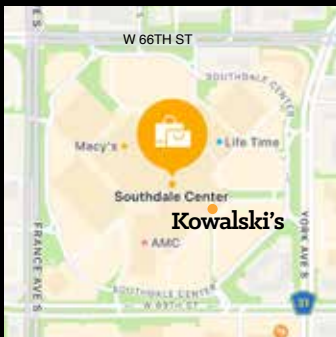 E S
W 66TH ST
SOUTHDALE CENTER
Macy's
Life Time
Southdale Center
Kowalski's
AMC
FRANCE AVE S
YORK AVE S
SOUTHDALE CENTER
W 69TH ST
31